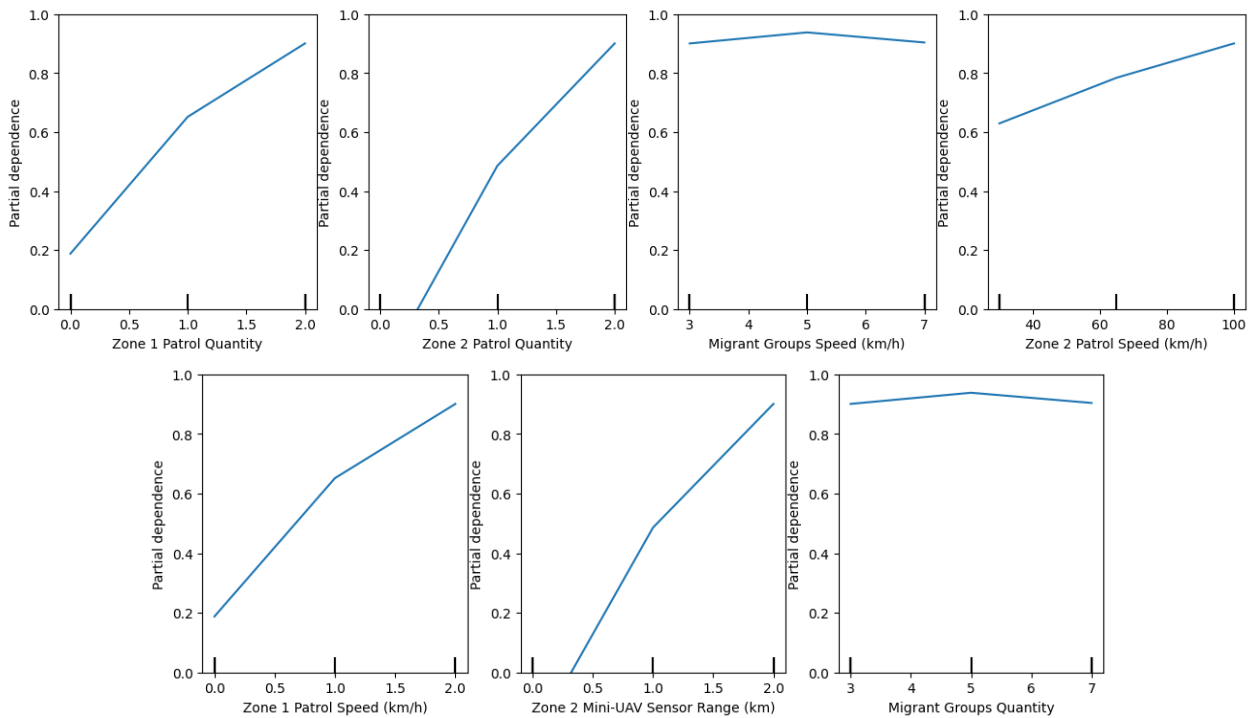 1.0
0.8
0.6
0.4
0.2
0.0
Partial dependence
0.0 0.5 1.0 1.5 2.0
Zone 1 Patrol Quantity
1.0
0.8
0.6
0.4
0.2
0.0
Partial dependence
0.0 0.5 1.0 1.5 2.0
Zone 2 Patrol Quantity
1.0
0.8
0.6
0.4
0.2
0.0
Partial dependence
3 4 5 6 7
Migrant Groups Speed (km/h)
1.0
0.8
0.6
0.4
0.2
0.0
Partial dependence
40 60 80 100
Zone 2 Patrol Speed (km/h)
1.0
0.8
0.6
0.4
0.2
0.0
Partial dependence
0.0 0.5 1.0 1.5 2.0
Zone 1 Patrol Speed (km/h)
1.0
0.8
0.6
0.4
0.2
0.0
Partial dependence
0.0 0.5 1.0 1.5 2.0
Zone 2 Mini-UAV Sensor Range (km)
1.0
0.8
0.6
0.4
0.2
0.0
Partial dependence
3 4 5 6 7
Migrant Groups Quantity